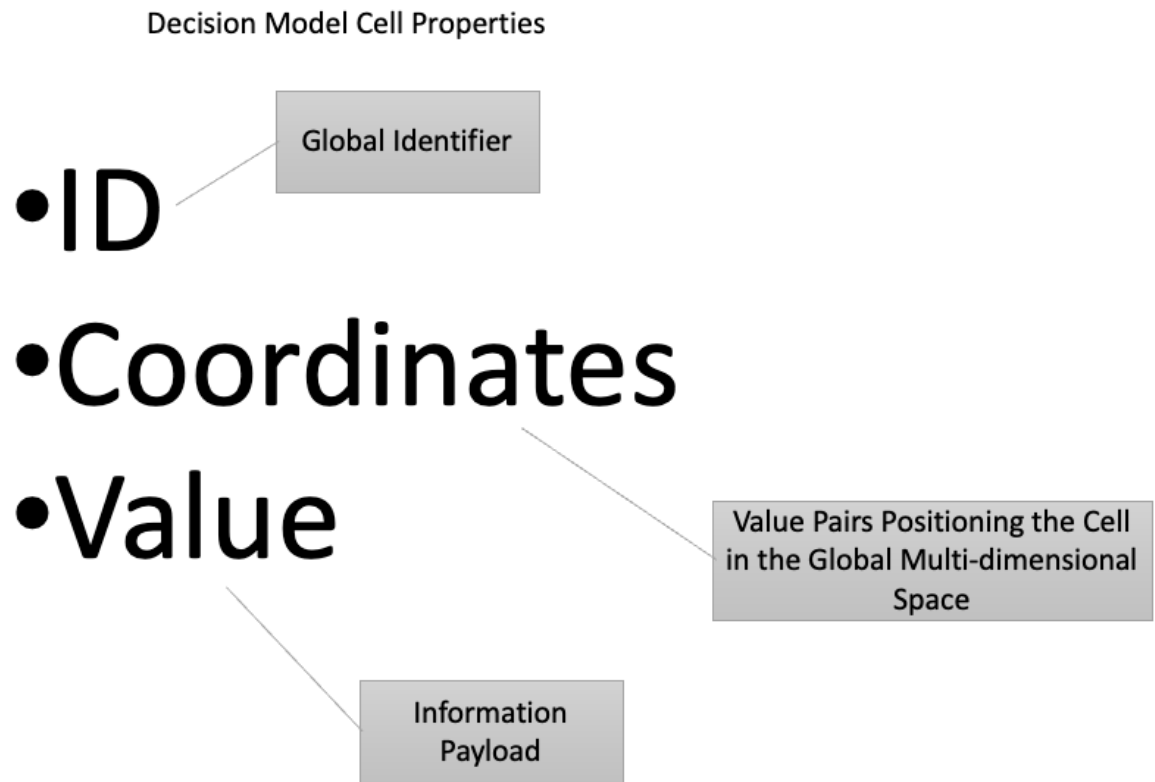 Decision Model Cell Properties
Global Identifier
•ID
•Coordinates
•Value
Value Pairs Positioning the Cell
in the Global Multi-dimensional
Space
Information
Payload